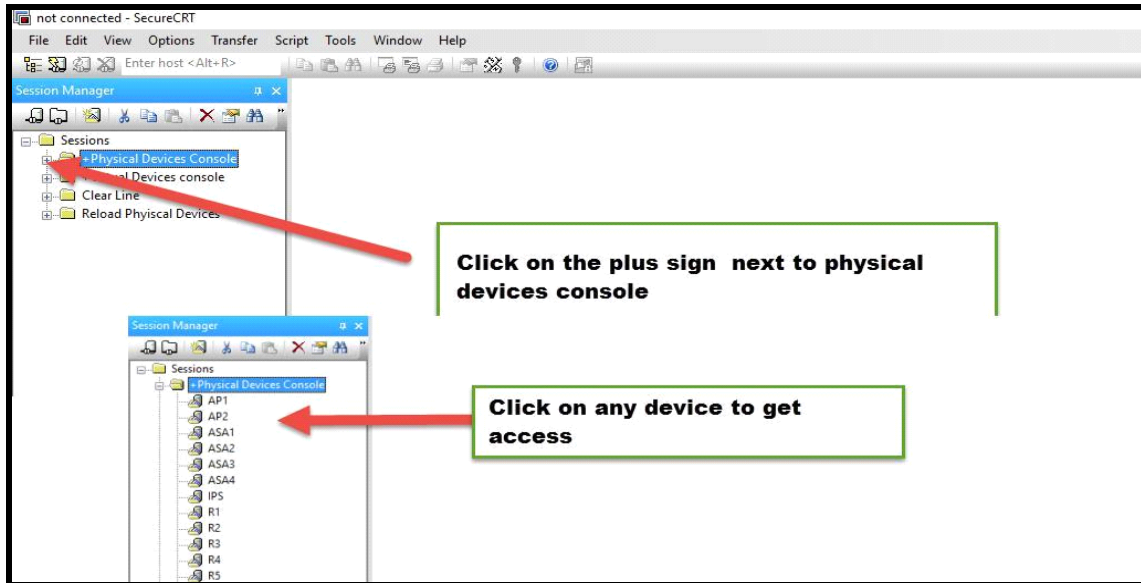 not connected - SecureCRT
File Edit View Options Transfer Script Tools Window Help
Enter host <Alt+R>
Session Manager
Sessions
+Physical Devices Console
Devices console
Clear Line
Reload Phyiscal Devices
Click on the plus sign next to physical
devices console
Session Manager
Sessions
+Physical Devices Console
AP1
AP2
ASA1
ASA2
ASA3
ASA4
IPS
R1
R2
R3
R4
R5
Click on any device to get
access